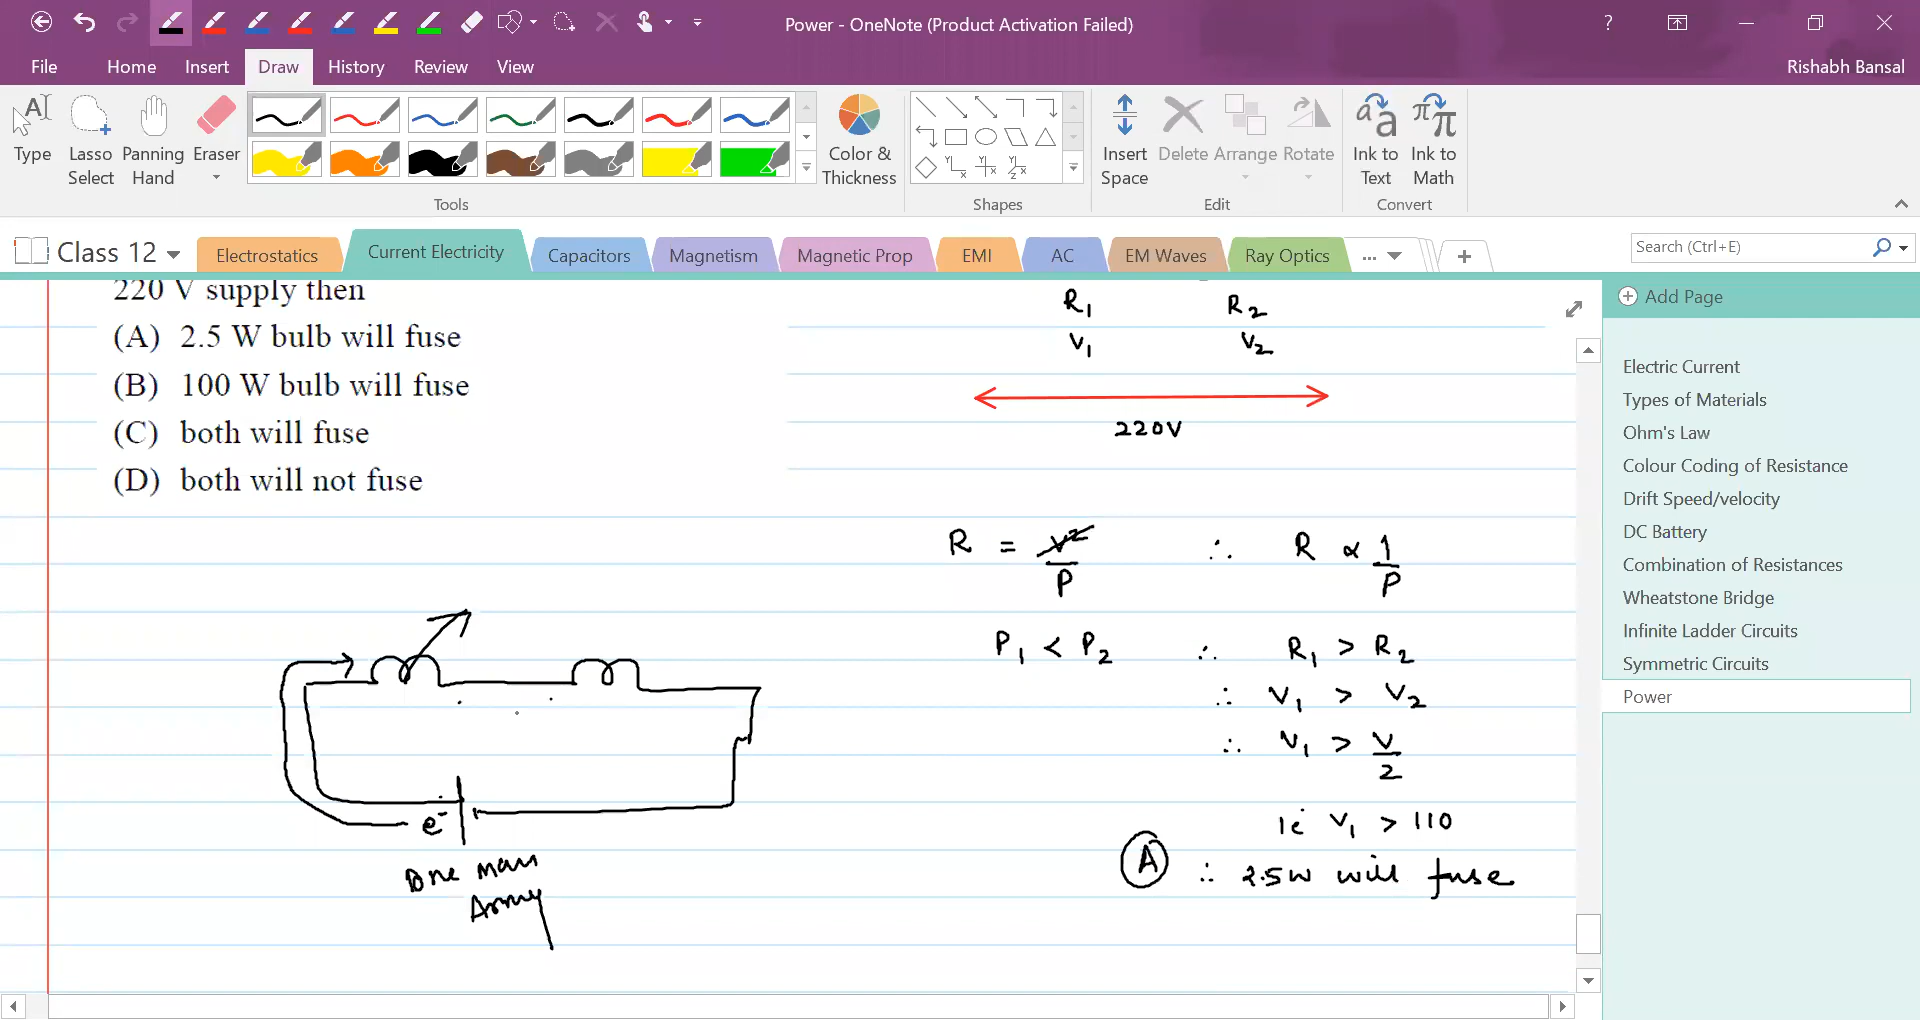 Power - OneNote (Product Activation Failed)
?
File Home Insert Draw History Review View
Rishabh Bansal
Type
Lasso Select
Panning Hand
Eraser
Color & Thickness
Insert Space
Delete
Arrange
Rotate
Ink to Text
Ink to Math
Tools
Shapes
Edit
Convert
Class 12
Electrostatics
Current Electricity
Capacitors
Magnetism
Magnetic Prop
EMI
AC
EM Waves
Ray Optics
...
Search (Ctrl+E)
Add Page
Electric Current
Types of Materials
Ohm's Law
Colour Coding of Resistance
Drift Speed/velocity
DC Battery
Combination of Resistances
Wheatstone Bridge
Infinite Ladder Circuits
Symmetric Circuits
Power
220 V supply then
(A) 2.5 W bulb will fuse
(B) 100 W bulb will fuse
(C) both will fuse
(D) both will not fuse
R₁ R₂
V₁ V₂
220V
R = V²/P ∴ R ∝ 1/P
P₁ < P₂ ∴ R₁ > R₂
∴ V₁ > V₂
∴ V₁ > V/2
ie V₁ > 110
(A) ∴ 2.5W will fuse
e⁻
One man
Army